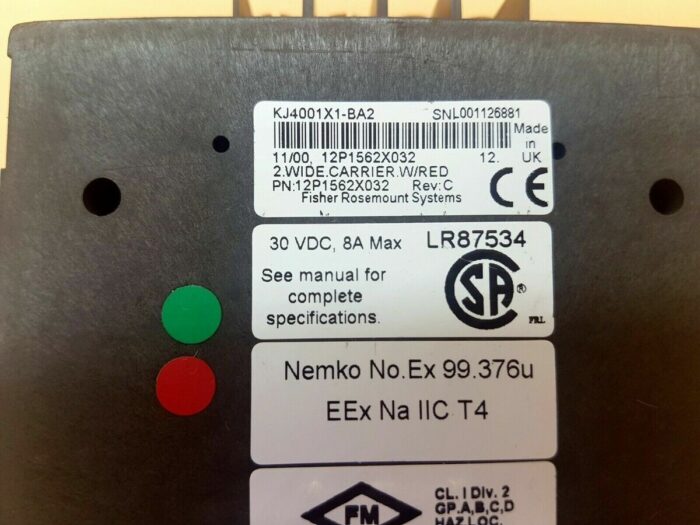 KJ4001X1-BA2 SNL001126881
Made
11/00, 12P1562X032 12. in
2.WIDE.CARRIER.W/RED UK
PN:12P1562X032 Rev:C CE
Fisher Rosemount Systems
30 VDC, 8A Max LR87534
See manual for
complete
specifications.
CSA ®
FRL
Nemko No.Ex 99.376u
EEx Na IIC T4
FM
CL. I Div. 2
GP.A,B,C,D
HAZ.LOC.